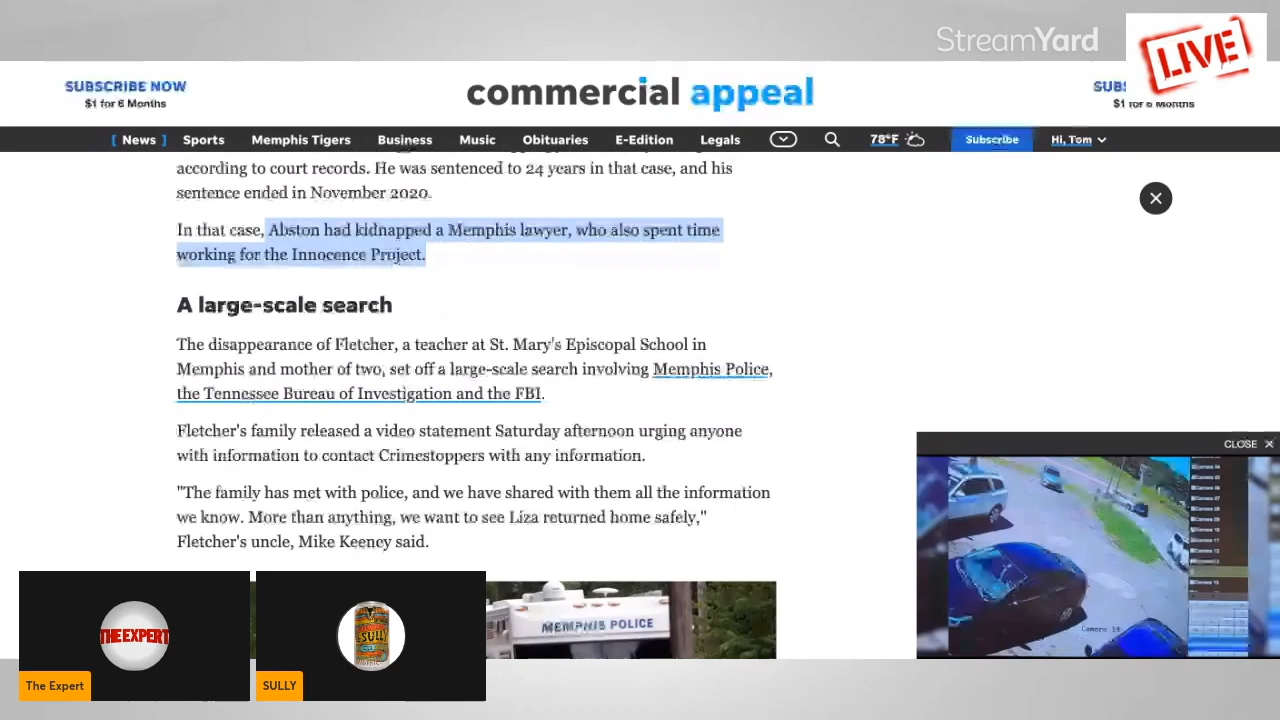 StreamYard
LIVE
SUBSCRIBE NOW
$1 for 6 Months
commercial appeal
SUB
$1 for 6 Months
[ News ] Sports Memphis Tigers Business Music Obituaries E-Edition Legals 78°F Subscribe Hi, Tom
according to court records. He was sentenced to 24 years in that case, and his
sentence ended in November 2020.
In that case, Abston had kidnapped a Memphis lawyer, who also spent time
working for the Innocence Project.
A large-scale search
The disappearance of Fletcher, a teacher at St. Mary's Episcopal School in
Memphis and mother of two, set off a large-scale search involving Memphis Police,
the Tennessee Bureau of Investigation and the FBI.
Fletcher's family released a video statement Saturday afternoon urging anyone
with information to contact Crimestoppers with any information.
"The family has met with police, and we have shared with them all the information
we know. More than anything, we want to see Liza returned home safely,"
Fletcher's uncle, Mike Keeney said.
CLOSE ×
Camera 14
MEMPHIS POLICE
THE EXPERT
SULLY
The Expert
SULLY